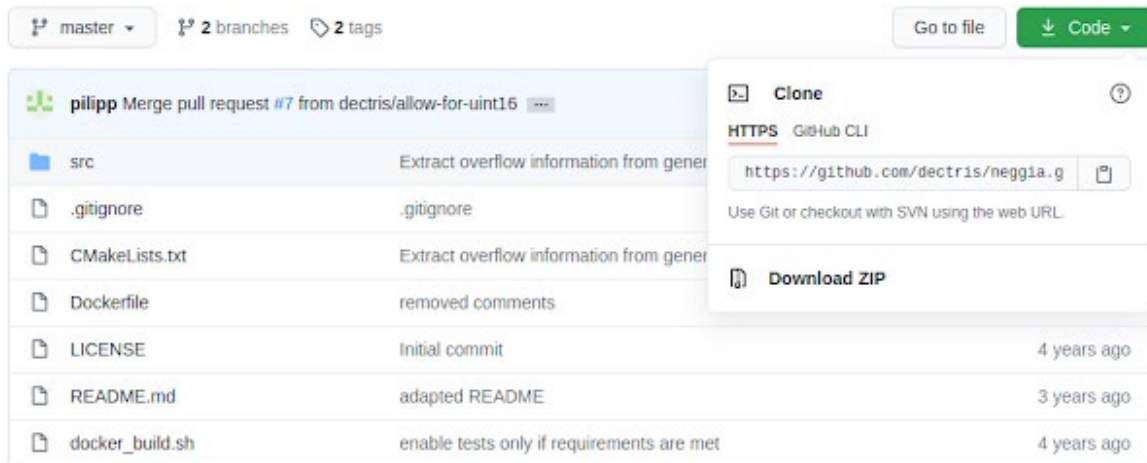 master 2 branches 2 tags Go to file Code
pilipp Merge pull request #7 from dectris/allow-for-uint16 ...
Clone
HTTPS GitHub CLI
https://github.com/dectris/neggia.g
Use Git or checkout with SVN using the web URL.
Download ZIP
src Extract overflow information from gener
.gitignore .gitignore
CMakeLists.txt Extract overflow information from gener
Dockerfile removed comments
LICENSE Initial commit 4 years ago
README.md adapted README 3 years ago
docker_build.sh enable tests only if requirements are met 4 years ago